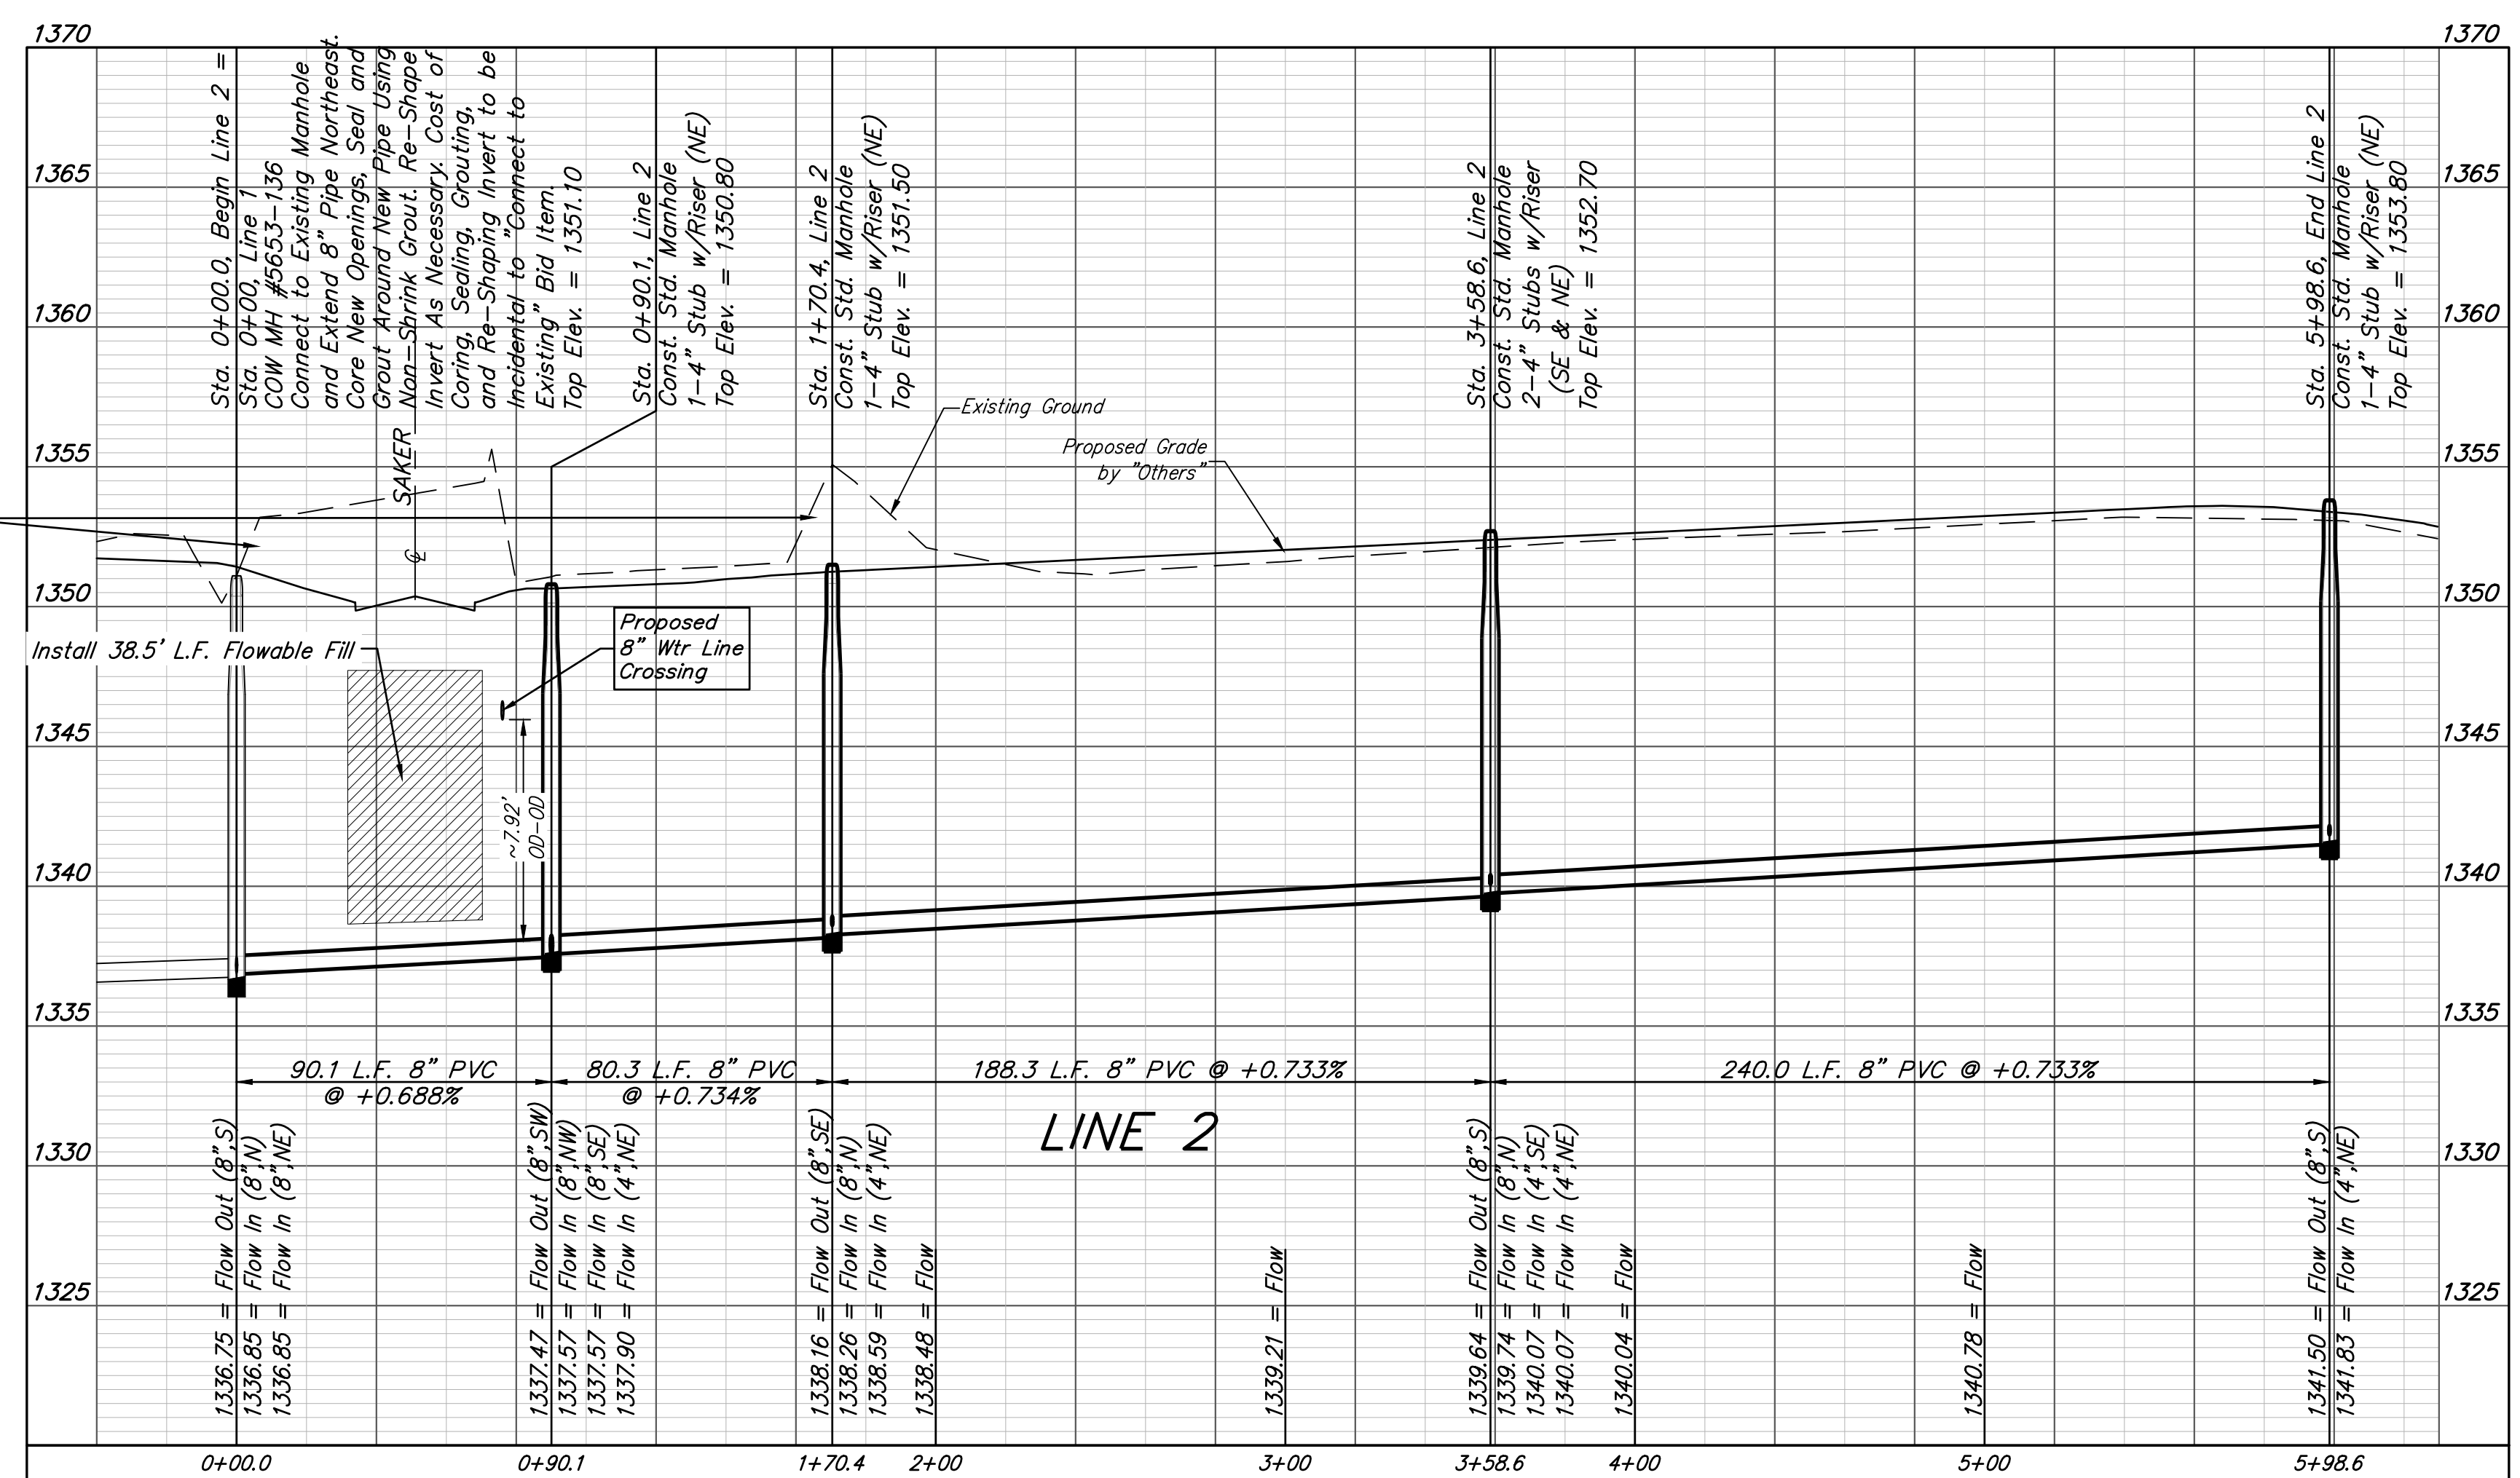 1370
1370
1365
1365
1360
1360
1355
1355
1350
1350
1345
1345
1340
1340
1335
1335
1330
1330
1325
1325
Sta. 0+00.0, Begin Line 2 =
Sta. 0+00, Line 1
COW MH #5653-136
Connect to Existing Manhole
and Extend 8" Pipe Northeast.
Core New Openings, Seal and
Grout Around New Pipe Using
Non-Shrink Grout. Re-Shape
Invert As Necessary. Cost of
Coring, Sealing, Grouting,
and Re-Shaping Invert to be
Incidental to "Connect to
Existing" Bid Item.
Top Elev. = 1351.10
Sta. 0+90.1, Line 2
Const. Std. Manhole
1-4" Stub w/Riser (NE)
Top Elev. = 1350.80
Sta. 1+70.4, Line 2
Const. Std. Manhole
1-4" Stub w/Riser (NE)
Top Elev. = 1351.50
Sta. 3+58.6, Line 2
Const. Std. Manhole
2-4" Stubs w/Riser
(SE & NE)
Top Elev. = 1352.70
Sta. 5+98.6, End Line 2
Const. Std. Manhole
1-4" Stub w/Riser (NE)
Top Elev. = 1353.80
SAKER
℄
Existing Ground
Proposed Grade
by "Others"
Install 38.5' L.F. Flowable Fill
Proposed
8" Wtr Line
Crossing
~7.92'
OD-OD
90.1 L.F. 8" PVC
@ +0.688%
80.3 L.F. 8" PVC
@ +0.734%
188.3 L.F. 8" PVC @ +0.733%
240.0 L.F. 8" PVC @ +0.733%
LINE 2
1336.75 = Flow Out (8",S)
1336.85 = Flow In (8",N)
1336.85 = Flow In (8",NE)
1337.47 = Flow Out (8",SW)
1337.57 = Flow In (8",NW)
1337.57 = Flow In (8",SE)
1337.90 = Flow In (4",NE)
1338.16 = Flow Out (8",SE)
1338.26 = Flow In (8",N)
1338.59 = Flow In (4",NE)
1338.48 = Flow
1339.21 = Flow
1339.64 = Flow Out (8",S)
1339.74 = Flow In (8",N)
1340.07 = Flow In (4",SE)
1340.07 = Flow In (4",NE)
1340.04 = Flow
1340.78 = Flow
1341.50 = Flow Out (8",S)
1341.83 = Flow In (4",NE)
0+00.0
0+90.1
1+70.4
2+00
3+00
3+58.6
4+00
5+00
5+98.6